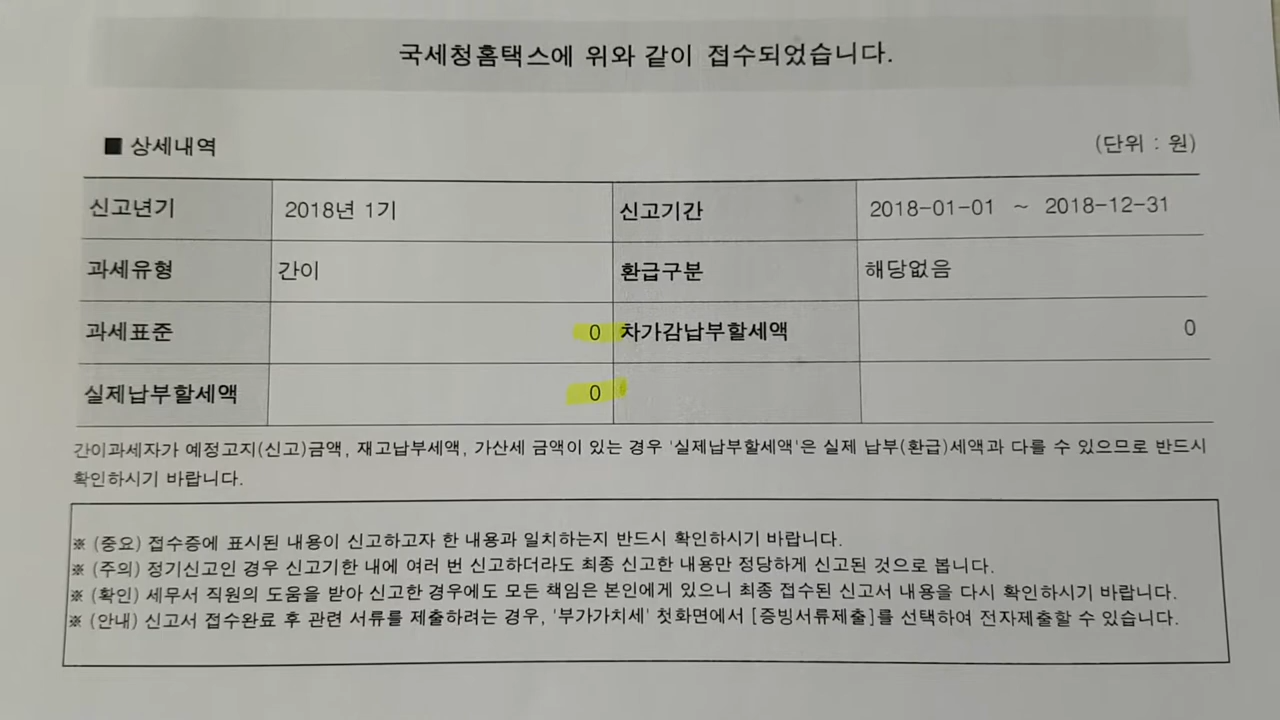 국세청홈택스에 위와 같이 접수되었습니다.
■ 상세내역 (단위 : 원)
신고년기 2018년 1기 신고기간 2018-01-01 ~ 2018-12-31
과세유형 간이 환급구분 해당없음
과세표준 0 차가감납부할세액 0
실제납부할세액 0
간이과세자가 예정고지(신고)금액, 재고납부세액, 가산세 금액이 있는 경우 '실제납부할세액'은 실제 납부(환급)세액과 다를 수 있으므로 반드시
확인하시기 바랍니다.
※ (중요) 접수증에 표시된 내용이 신고하고자 한 내용과 일치하는지 반드시 확인하시기 바랍니다.
※ (주의) 정기신고인 경우 신고기한 내에 여러 번 신고하더라도 최종 신고한 내용만 정당하게 신고된 것으로 봅니다.
※ (확인) 세무서 직원의 도움을 받아 신고한 경우에도 모든 책임은 본인에게 있으니 최종 접수된 신고서 내용을 다시 확인하시기 바랍니다.
※ (안내) 신고서 접수완료 후 관련 서류를 제출하려는 경우, '부가가치세' 첫화면에서 [증빙서류제출]를 선택하여 전자제출할 수 있습니다.